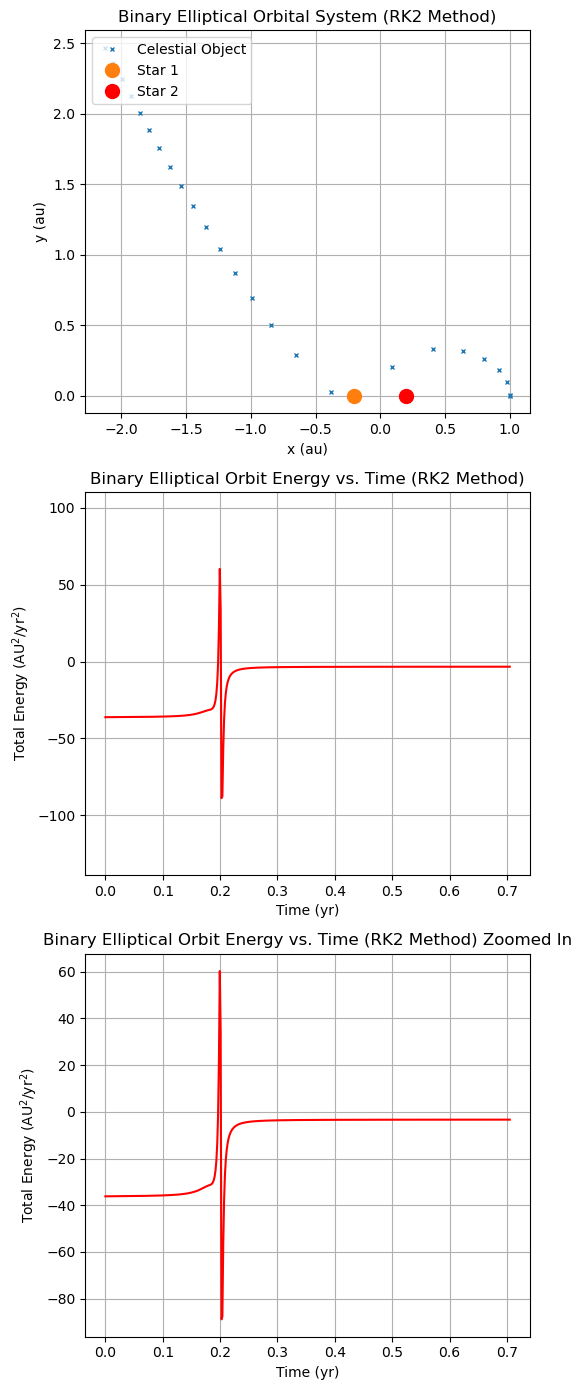 Binary Elliptical Orbital System (RK2 Method)
Celestial Object
Star 1
Star 2
2.5
2.0
1.5
1.0
0.5
0.0
y (au)
−2.0 −1.5 −1.0 −0.5 0.0 0.5 1.0
x (au)
Binary Elliptical Orbit Energy vs. Time (RK2 Method)
100
50
0
−50
−100
Total Energy (AU²/yr²)
0.0 0.1 0.2 0.3 0.4 0.5 0.6 0.7
Time (yr)
Binary Elliptical Orbit Energy vs. Time (RK2 Method) Zoomed In
60
40
20
0
−20
−40
−60
−80
Total Energy (AU²/yr²)
0.0 0.1 0.2 0.3 0.4 0.5 0.6 0.7
Time (yr)